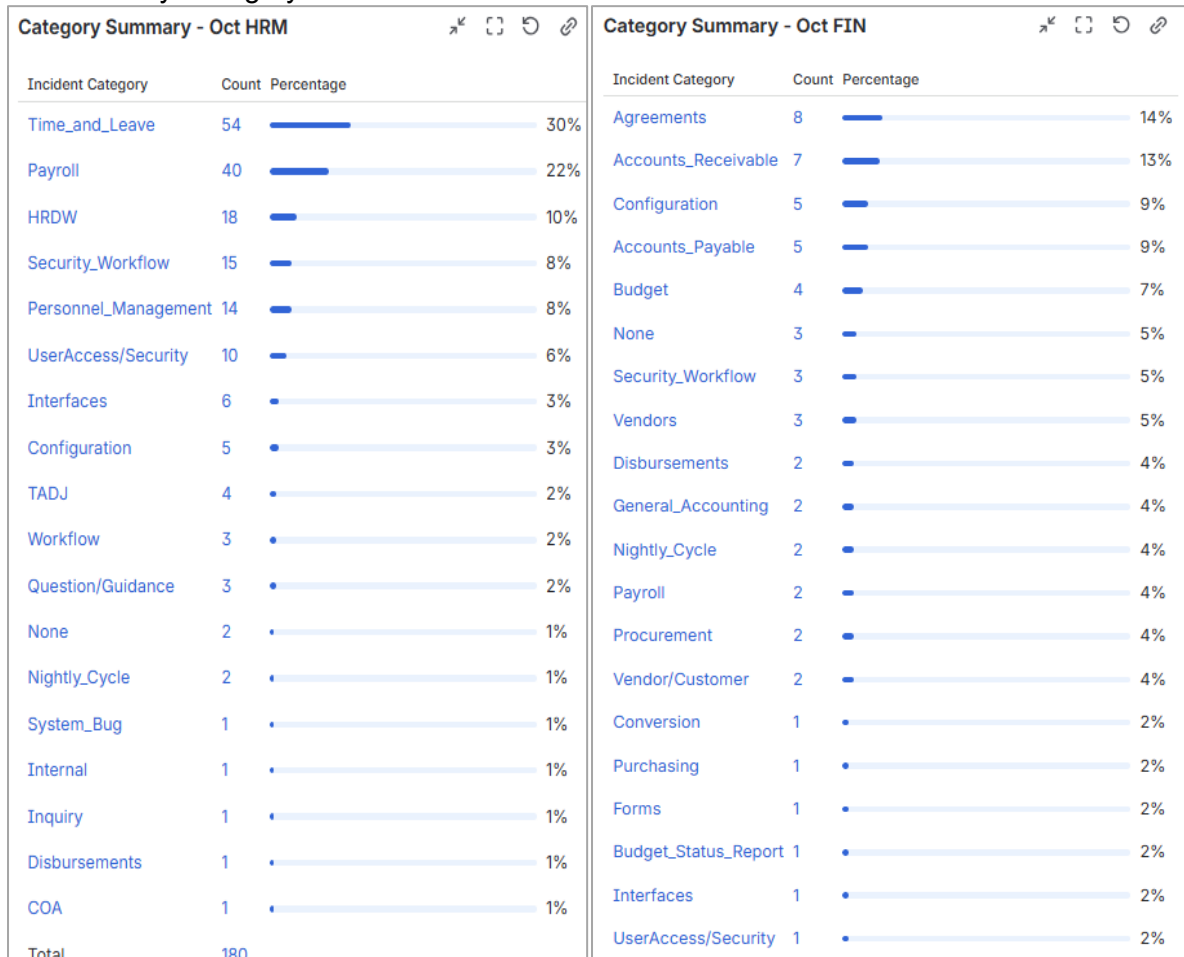 Category Summary - Oct HRM
Incident Category Count Percentage
Time_and_Leave 54 30%
Payroll 40 22%
HRDW 18 10%
Security_Workflow 15 8%
Personnel_Management 14 8%
UserAccess/Security 10 6%
Interfaces 6 3%
Configuration 5 3%
TADJ 4 2%
Workflow 3 2%
Question/Guidance 3 2%
None 2 1%
Nightly_Cycle 2 1%
System_Bug 1 1%
Internal 1 1%
Inquiry 1 1%
Disbursements 1 1%
COA 1 1%
Total 180
Category Summary - Oct FIN
Incident Category Count Percentage
Agreements 8 14%
Accounts_Receivable 7 13%
Configuration 5 9%
Accounts_Payable 5 9%
Budget 4 7%
None 3 5%
Security_Workflow 3 5%
Vendors 3 5%
Disbursements 2 4%
General_Accounting 2 4%
Nightly_Cycle 2 4%
Payroll 2 4%
Procurement 2 4%
Vendor/Customer 2 4%
Conversion 1 2%
Purchasing 1 2%
Forms 1 2%
Budget_Status_Report 1 2%
Interfaces 1 2%
UserAccess/Security 1 2%